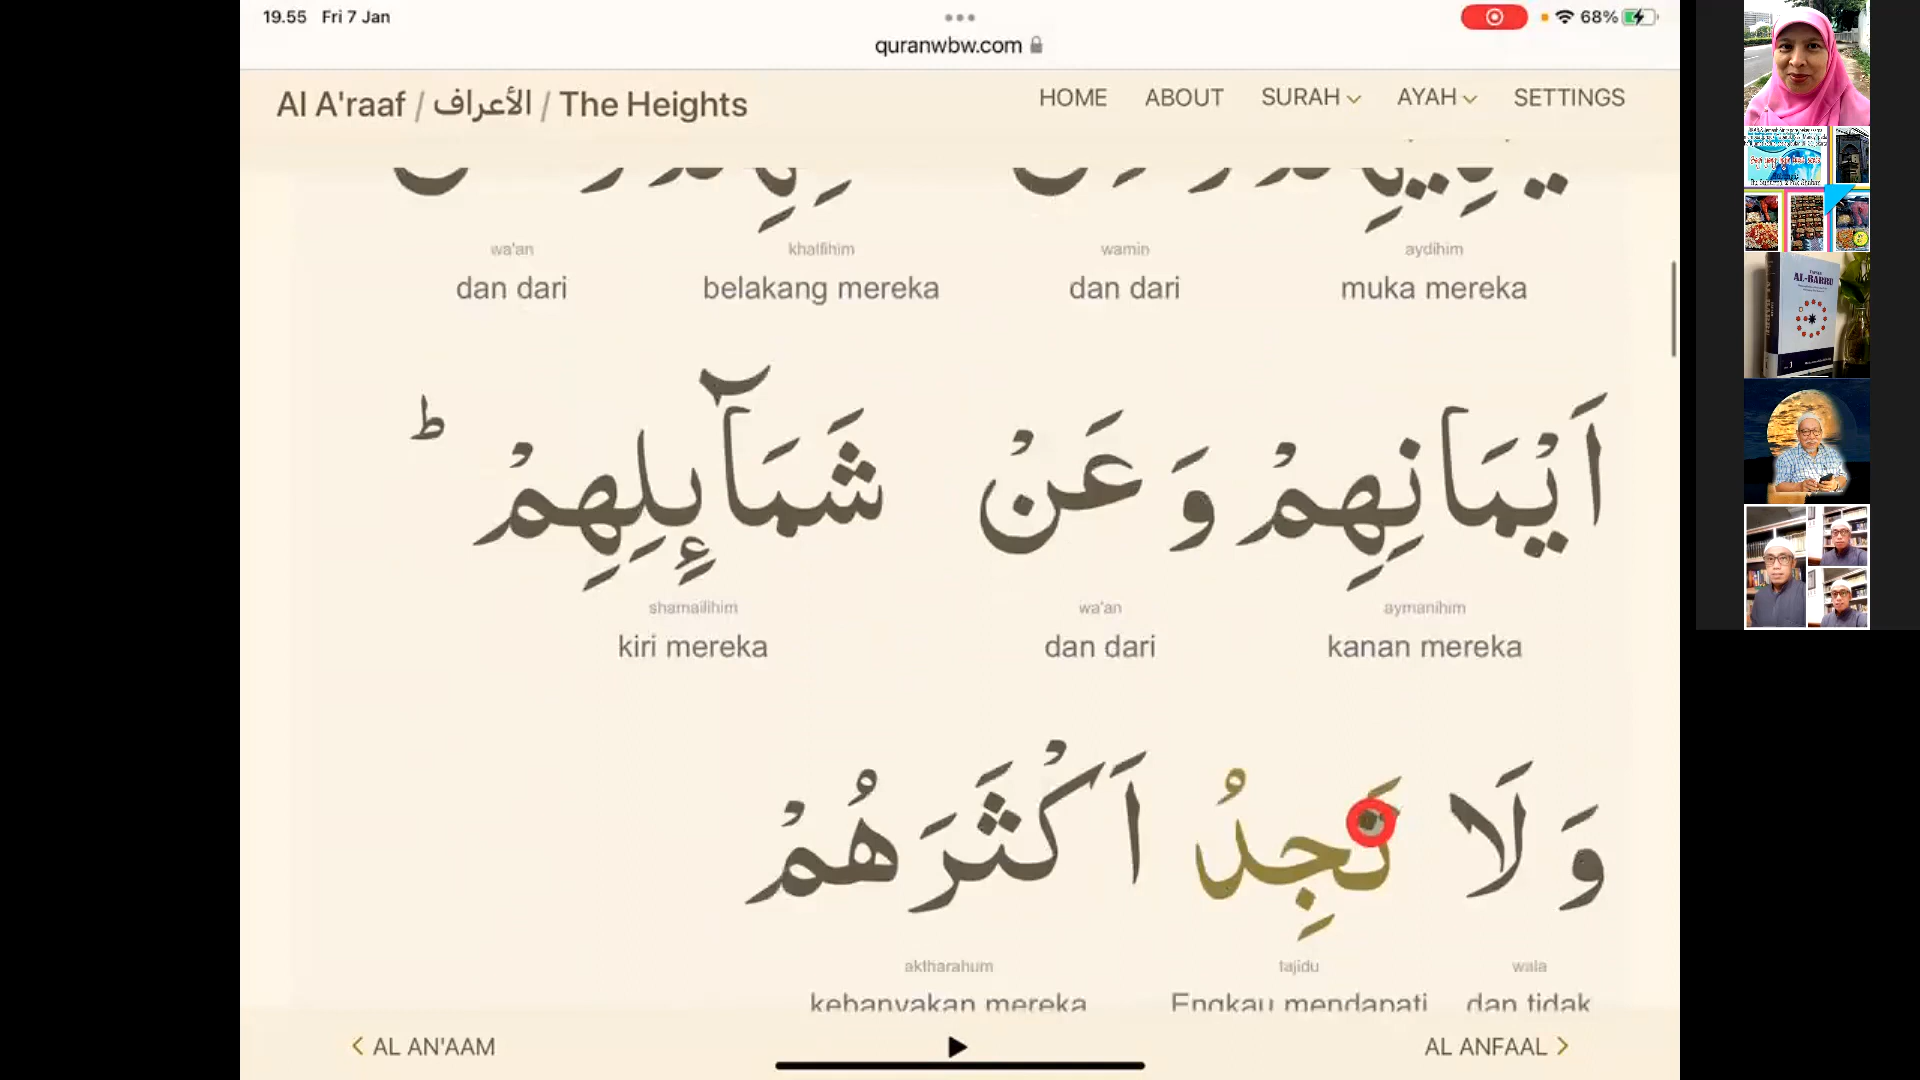 19.55 Fri 7 Jan
68%
quranwbw.com
Al A'raaf / الأعراف / The Heights
HOME ABOUT SURAH AYAH SETTINGS
aydihim wamin khalfihim wa'an
muka mereka dan dari belakang mereka dan dari
اَيْمَانِهِمْ وَعَنْ شَمَآئِلِهِمْ ؕ
aymanihim wa'an shamailihim
kanan mereka dan dari kiri mereka
وَلَا تَجِدُ اَكْثَرَهُمْ
wala tajidu aktharahum
dan tidak Engkau mendapati kebanyakan mereka
AL AN'AAM
AL ANFAAL
AL-BARRU